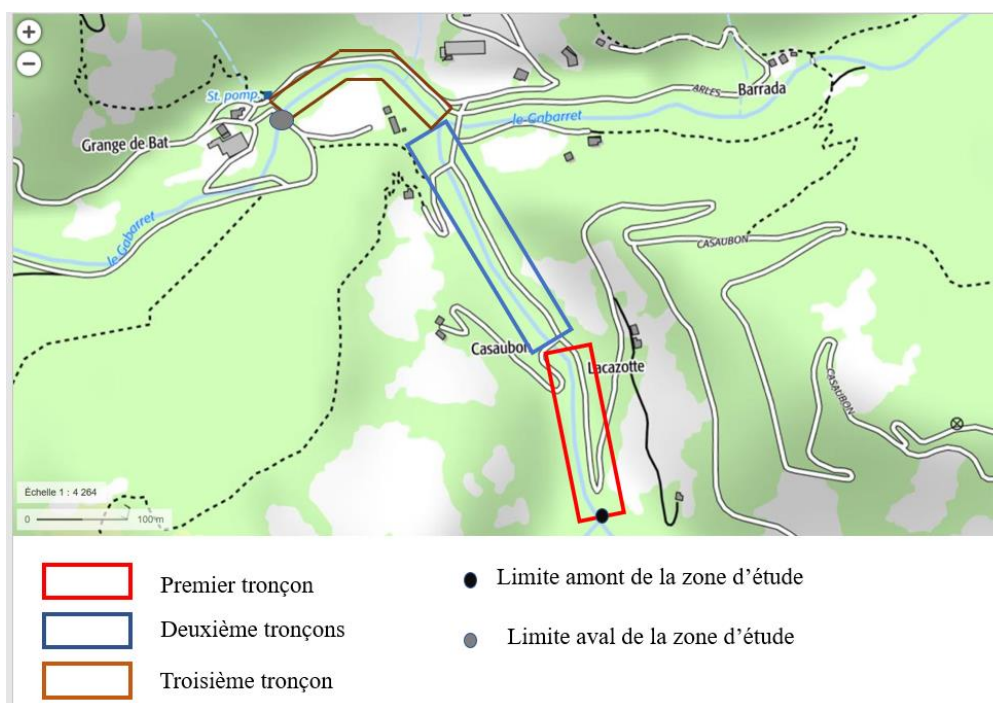 +
−
St. pomp.
Grange de Bat
ARLES
Barrada
le Gabarret
le Gabarret
CASAUBON
Casaubon
Lacazotte
CASAUBON
Échelle 1 : 4 264
0 100 m
Premier tronçon
Limite amont de la zone d'étude
Deuxième tronçons
Limite aval de la zone d'étude
Troisième tronçon